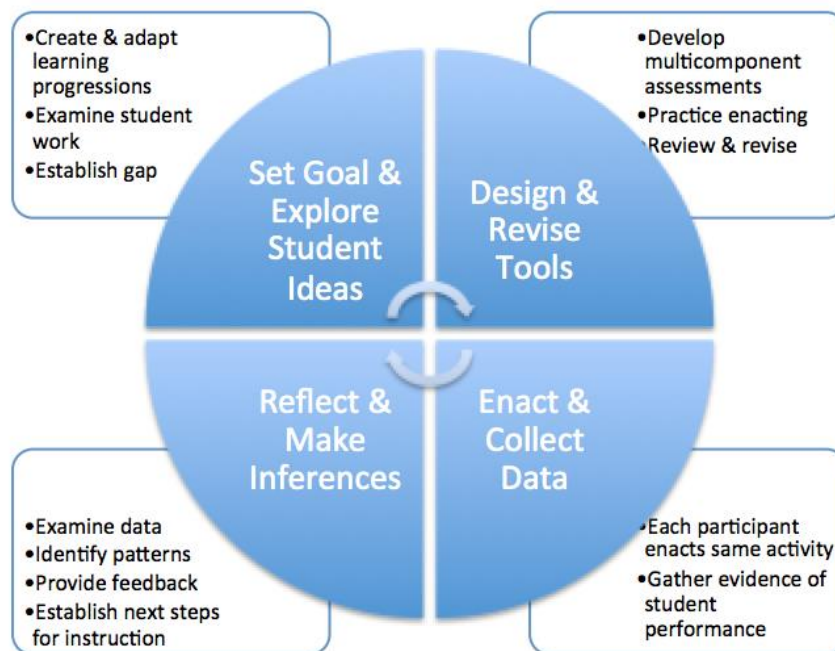 •Create & adapt
learning
progressions
•Examine student
work
•Establish gap
•Develop
multicomponent
assessments
•Practice enacting
•Review & revise
Set Goal &
Explore
Student
Ideas
Design &
Revise
Tools
Reflect &
Make
Inferences
Enact &
Collect
Data
•Examine data
•Identify patterns
•Provide feedback
•Establish next steps
for instruction
•Each participant
enacts same activity
•Gather evidence of
student
performance